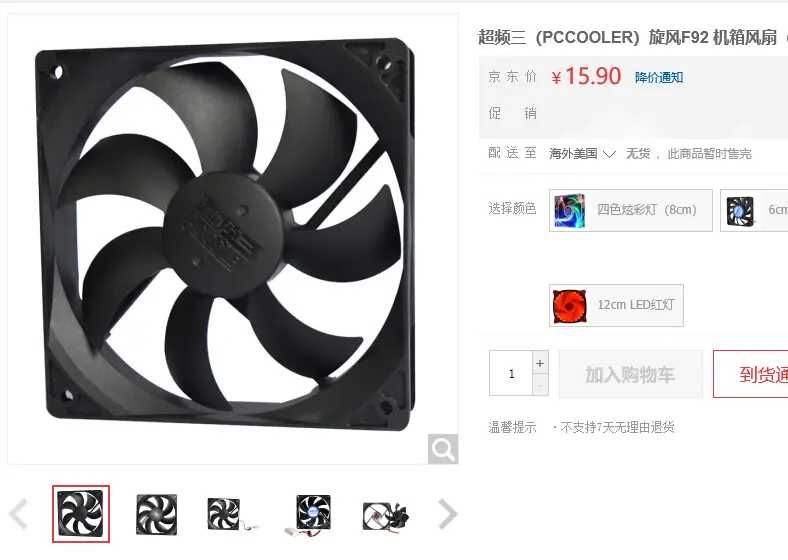 超频三（PCCOOLER）旋风F92 机箱风扇（
京东价 ￥15.90 降价通知
促销
配送至 海外美国 无货，此商品暂时售完
选择颜色 四色炫彩灯（8cm） 6cm
12cm LED红灯
1 + -
加入购物车 到货通
温馨提示 · 不支持7天无理由退货